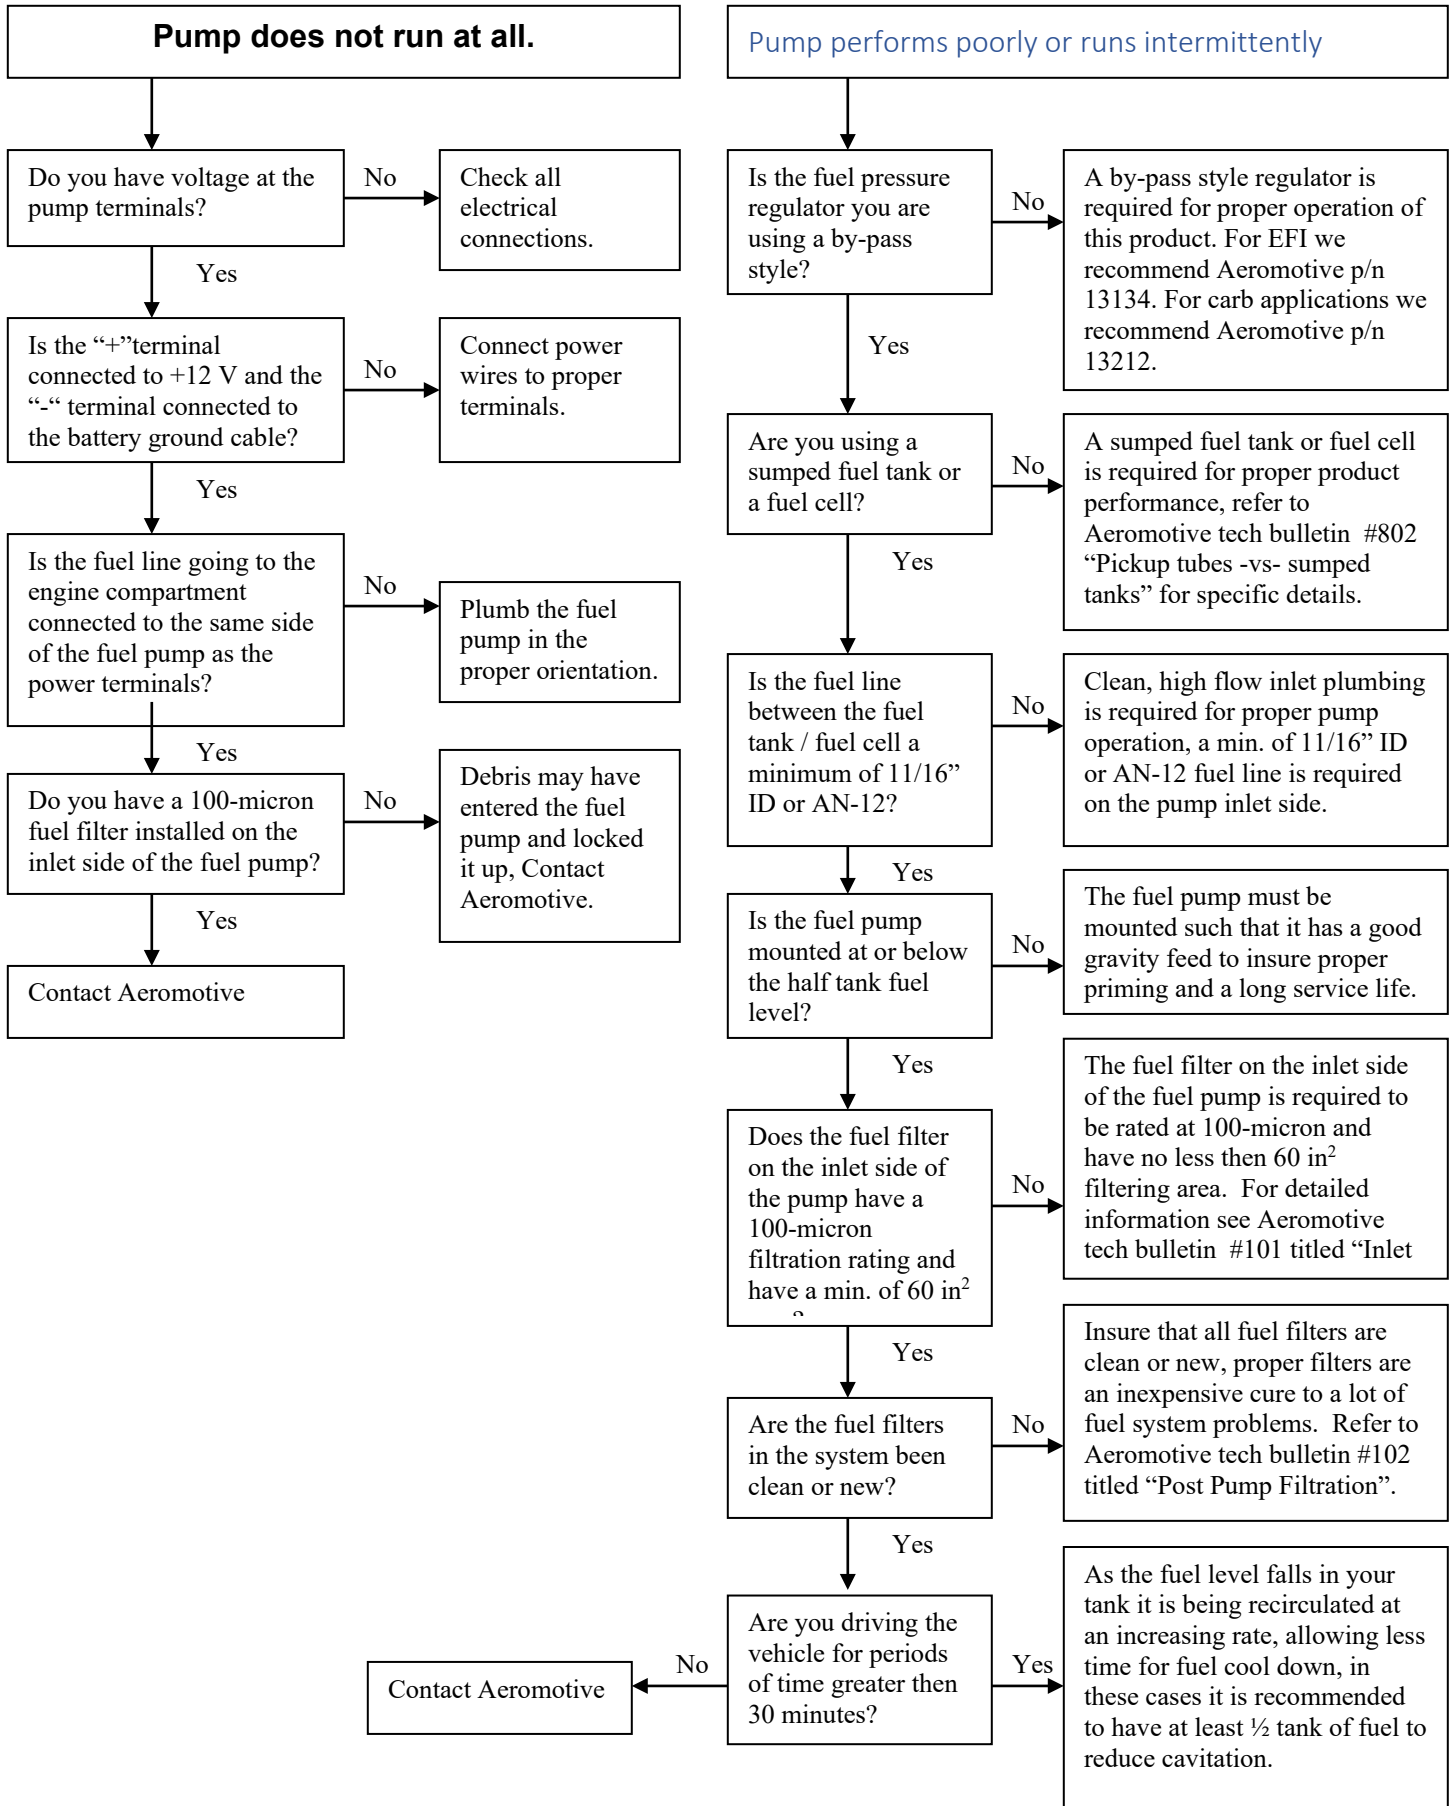 Pump does not run at all.
Do you have voltage at the
pump terminals?
No
Check all
electrical
connections.
Yes
Is the “+”terminal
connected to +12 V and the
“-“ terminal connected to
the battery ground cable?
No
Connect power
wires to proper
terminals.
Yes
Is the fuel line going to the
engine compartment
connected to the same side
of the fuel pump as the
power terminals?
No
Plumb the fuel
pump in the
proper orientation.
Yes
Do you have a 100-micron
fuel filter installed on the
inlet side of the fuel pump?
No
Debris may have
entered the fuel
pump and locked
it up, Contact
Aeromotive.
Yes
Contact Aeromotive
Pump performs poorly or runs intermittently
Is the fuel pressure
regulator you are
using a by-pass
style?
No
A by-pass style regulator is
required for proper operation of
this product. For EFI we
recommend Aeromotive p/n
13134. For carb applications we
recommend Aeromotive p/n
13212.
Yes
Are you using a
sumped fuel tank or
a fuel cell?
No
A sumped fuel tank or fuel cell
is required for proper product
performance, refer to
Aeromotive tech bulletin  #802
“Pickup tubes -vs- sumped
tanks” for specific details.
Yes
Is the fuel line
between the fuel
tank / fuel cell a
minimum of 11/16”
ID or AN-12?
No
Clean, high flow inlet plumbing
is required for proper pump
operation, a min. of 11/16” ID
or AN-12 fuel line is required
on the pump inlet side.
Yes
Is the fuel pump
mounted at or below
the half tank fuel
level?
No
The fuel pump must be
mounted such that it has a good
gravity feed to insure proper
priming and a long service life.
Yes
Does the fuel filter
on the inlet side of
the pump have a
100-micron
filtration rating and
have a min. of 60 in²
No
The fuel filter on the inlet side
of the fuel pump is required to
be rated at 100-micron and
have no less then 60 in²
filtering area.  For detailed
information see Aeromotive
tech bulletin  #101 titled “Inlet
Yes
Are the fuel filters
in the system been
clean or new?
No
Insure that all fuel filters are
clean or new, proper filters are
an inexpensive cure to a lot of
fuel system problems.  Refer to
Aeromotive tech bulletin #102
titled “Post Pump Filtration”.
Yes
Are you driving the
vehicle for periods
of time greater then
30 minutes?
No
Contact Aeromotive
Yes
As the fuel level falls in your
tank it is being recirculated at
an increasing rate, allowing less
time for fuel cool down, in
these cases it is recommended
to have at least ½ tank of fuel to
reduce cavitation.